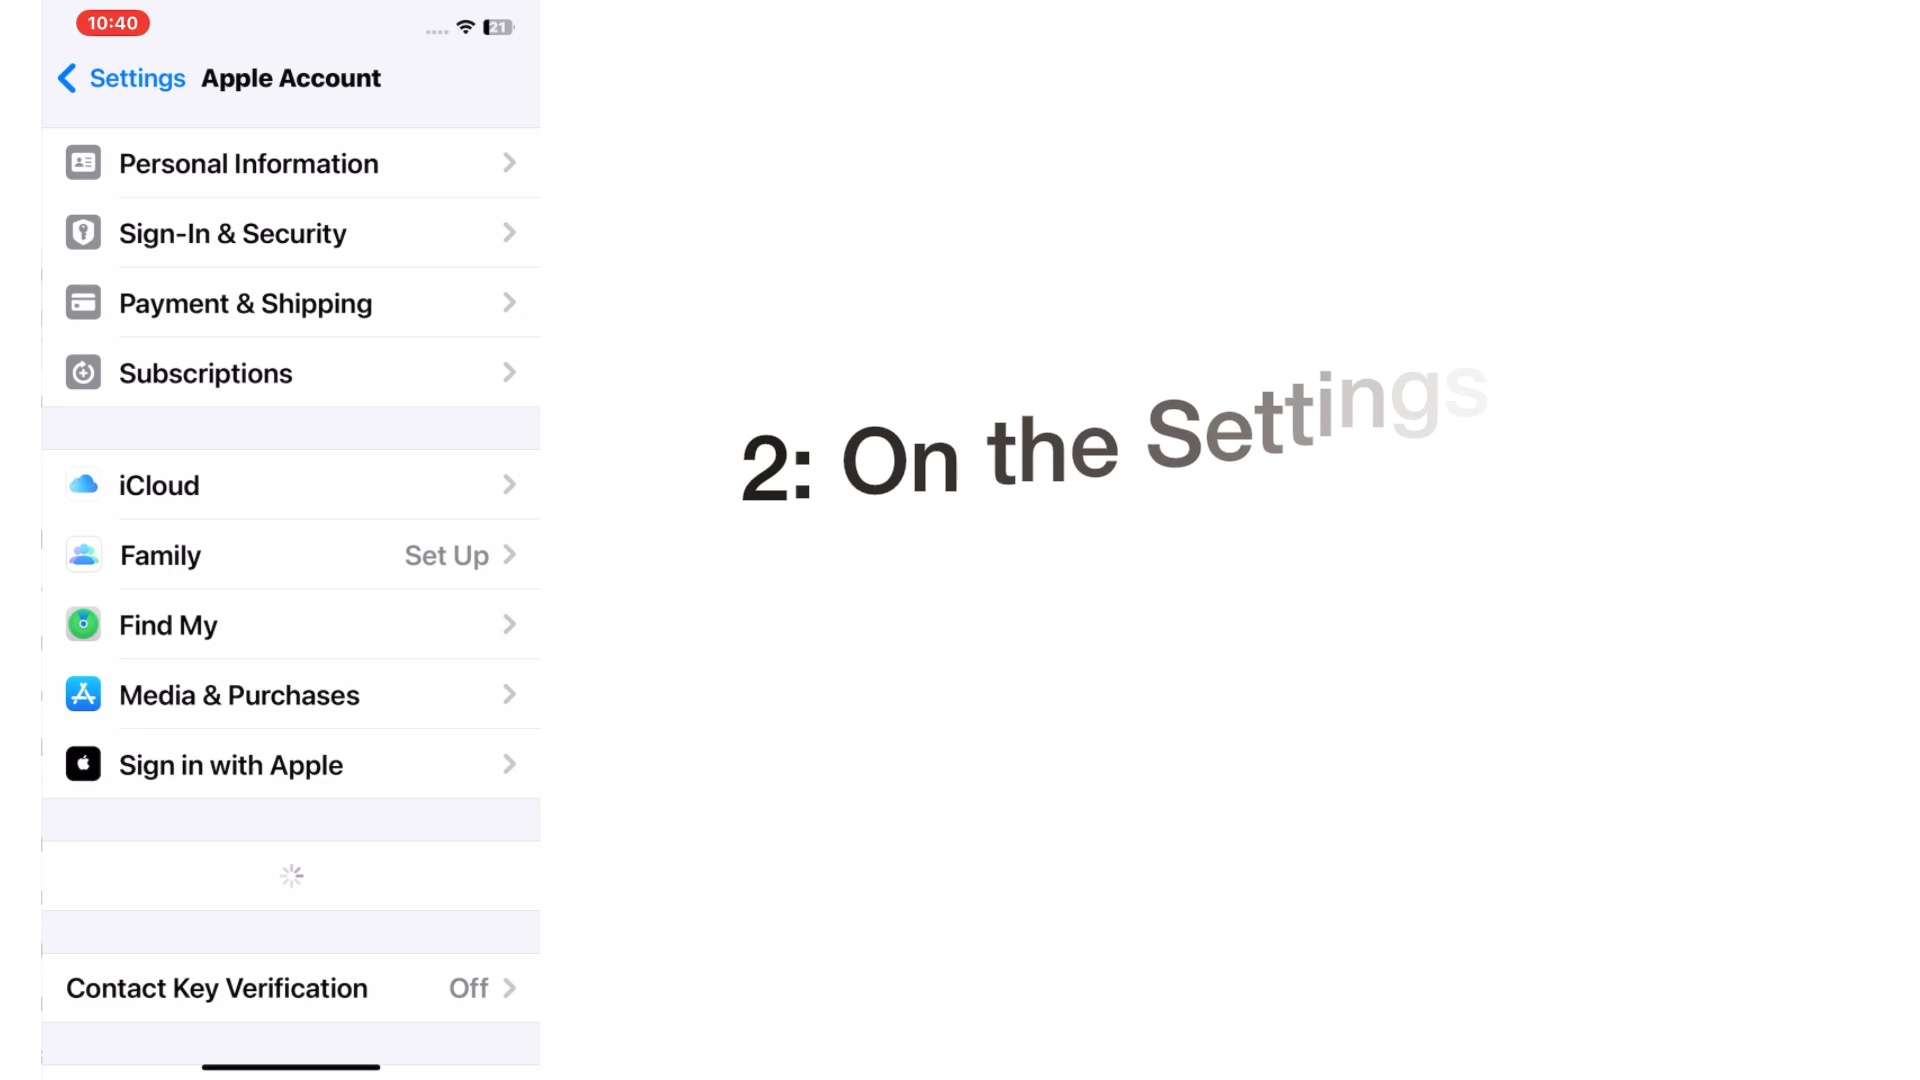 10:40
21
Settings Apple Account
Personal Information
Sign-In & Security
Payment & Shipping
Subscriptions
iCloud
Family Set Up
Find My
Media & Purchases
Sign in with Apple
Contact Key Verification Off
2: On the Settings